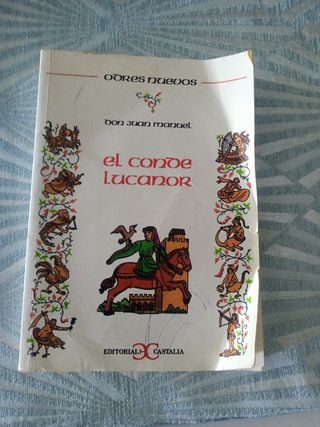 odres nuevos
don juan manuel
el conde
lucanor
EDITORIAL CASTALIA